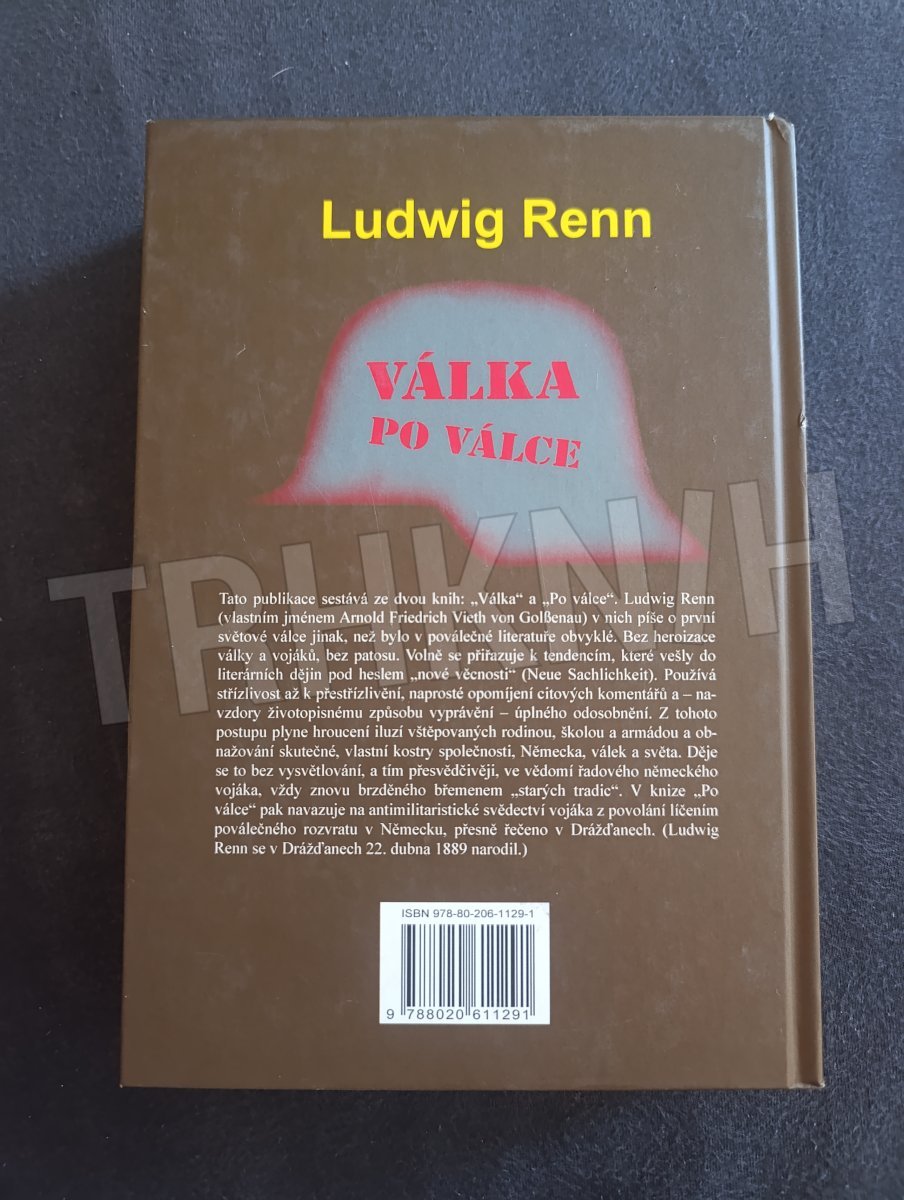 Ludwig Renn
VÁLKA
PO VÁLCE
TRHKNIH
Tato publikace sestává ze dvou knih: „Válka“ a „Po válce“. Ludwig Renn
(vlastním jménem Arnold Friedrich Vieth von Golßenau) v nich píše o první
světové válce jinak, než bylo v poválečné literatuře obvyklé. Bez heroizace
války a vojáků, bez patosu. Volně se přiřazuje k tendencím, které vešly do
literárních dějin pod heslem „nové věcnosti“ (Neue Sachlichkeit). Používá
střízlivost až k přestřízlivění, naprosté opomíjení citových komentářů a – na-
vzdory životopisnému způsobu vyprávění – úplného odosobnění. Z tohoto
postupu plyne hroucení iluzí vštěpovaných rodinou, školou a armádou a ob-
nažování skutečné, vlastní kostry společnosti, Německa, válek a světa. Děje
se to bez vysvětlování, a tím přesvědčivěji, ve vědomí řadového německého
vojáka, vždy znovu brzděného břemenem „starých tradic“. V knize „Po
válce“ pak navazuje na antimilitaristické svědectví vojáka z povolání líčením
poválečného rozvratu v Německu, přesně řečeno v Drážďanech. (Ludwig
Renn se v Drážďanech 22. dubna 1889 narodil.)
ISBN 978-80-206-1129-1
9 788020 611291